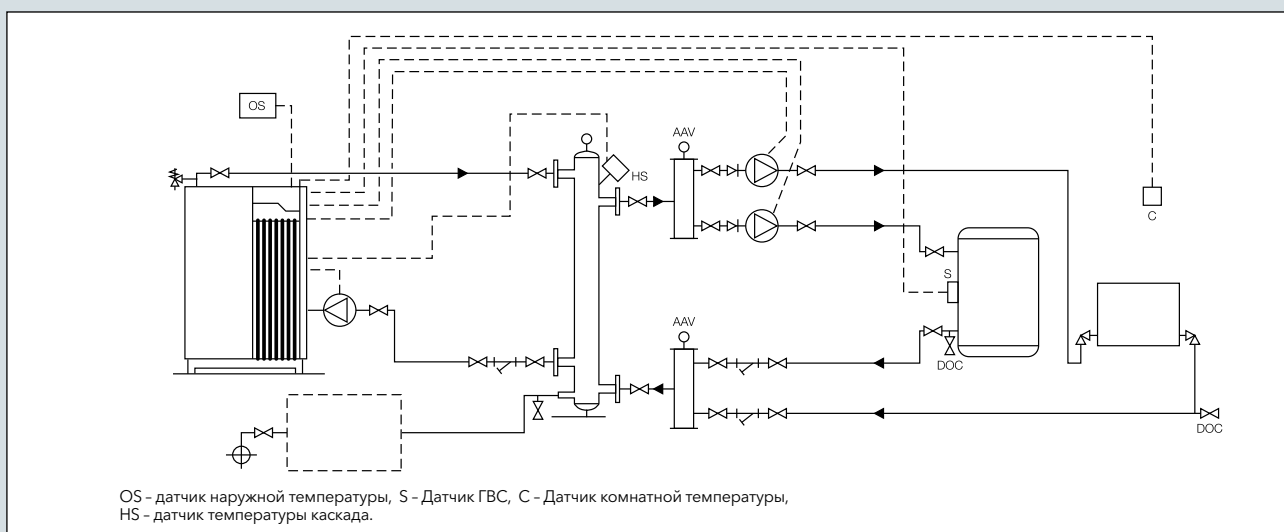 OS
AAV
HS
C
S
AAV
DOC
DOC
OS – датчик наружной температуры, S – Датчик ГВС, C – Датчик комнатной температуры,
HS – датчик температуры каскада.